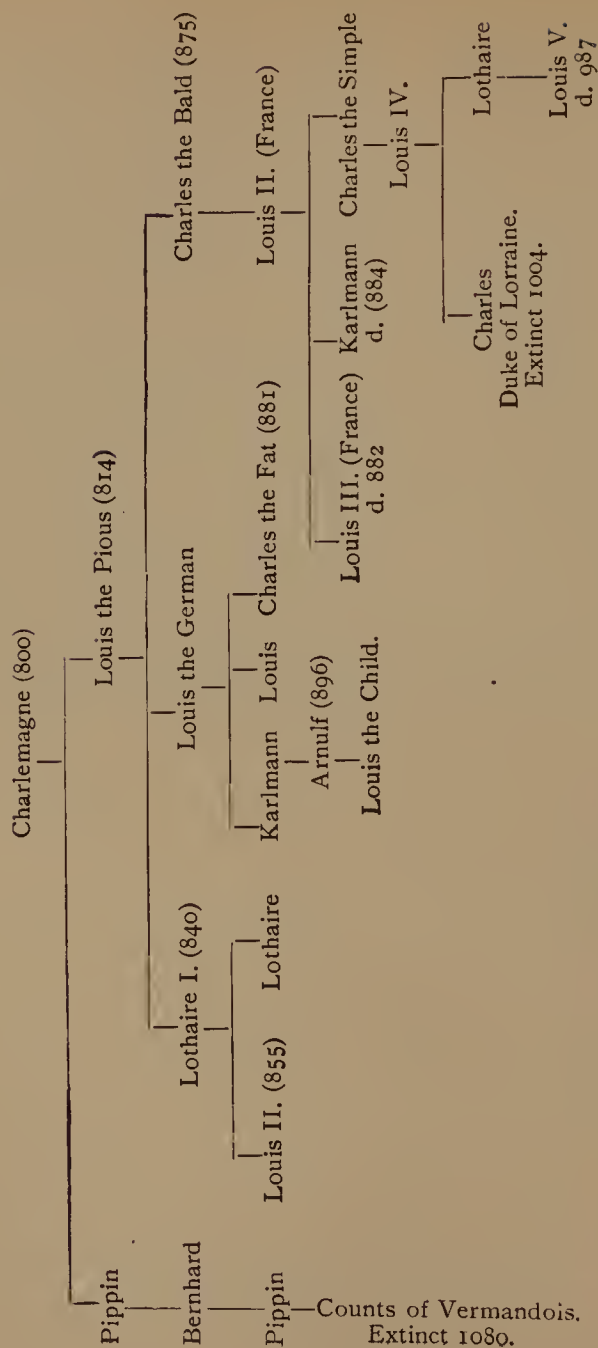 Charlemagne (800)
Pippin
Louis the Pious (814)
Bernhard
Lothaire I. (840)
Louis the German
Charles the Bald (875)
Pippin
Louis II. (855)
Lothaire
Karlmann
Louis
Charles the Fat (881)
Louis II. (France)
Counts of Vermandois.
Extinct 1080.
Arnulf (896)
Louis III. (France)
d. 882
Karlmann
d. (884)
Charles the Simple
Louis the Child.
Louis IV.
Charles
Duke of Lorraine.
Extinct 1004.
Lothaire
Louis V.
d. 987